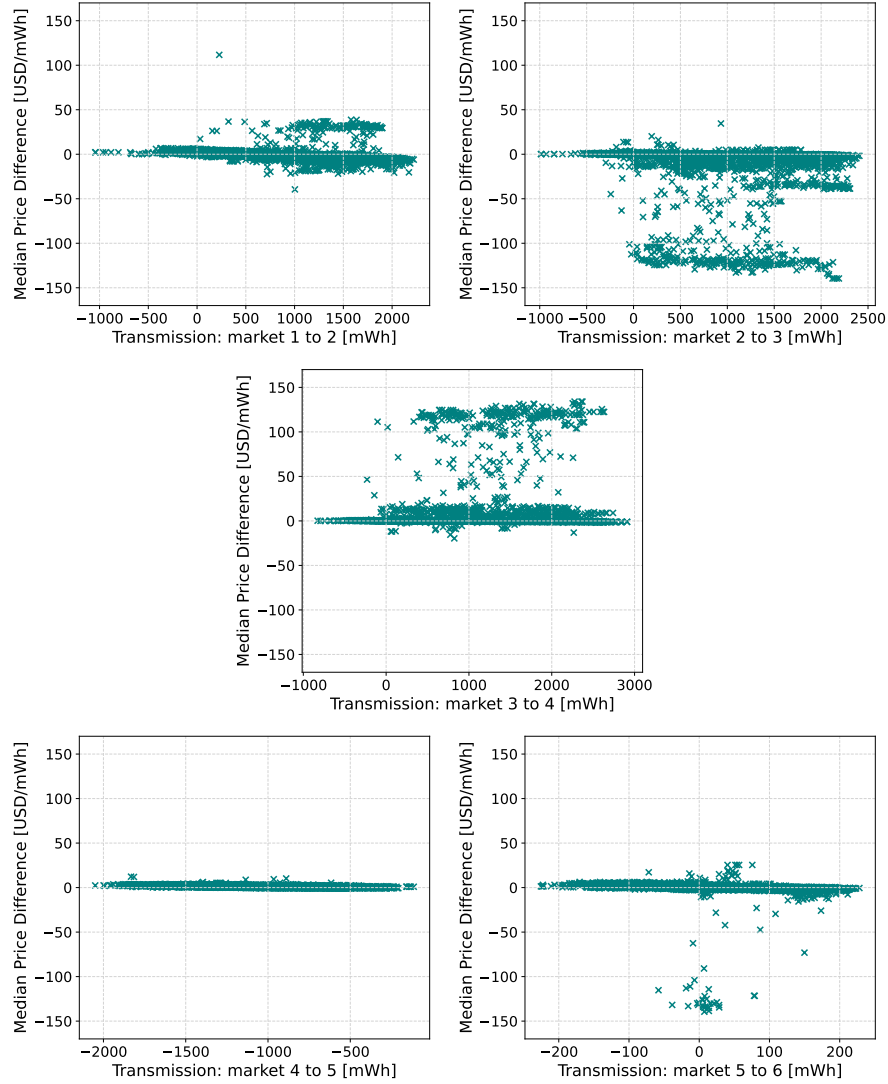 150
100
50
0
−50
−100
−150
Median Price Difference [USD/mWh]
−1000 −500 0 500 1000 1500 2000
Transmission: market 1 to 2 [mWh]
150
100
50
0
−50
−100
−150
Median Price Difference [USD/mWh]
−1000 −500 0 500 1000 1500 2000 2500
Transmission: market 2 to 3 [mWh]
150
100
50
0
−50
−100
−150
Median Price Difference [USD/mWh]
−1000 0 1000 2000 3000
Transmission: market 3 to 4 [mWh]
150
100
50
0
−50
−100
−150
Median Price Difference [USD/mWh]
−2000 −1500 −1000 −500
Transmission: market 4 to 5 [mWh]
150
100
50
0
−50
−100
−150
Median Price Difference [USD/mWh]
−200 −100 0 100 200
Transmission: market 5 to 6 [mWh]